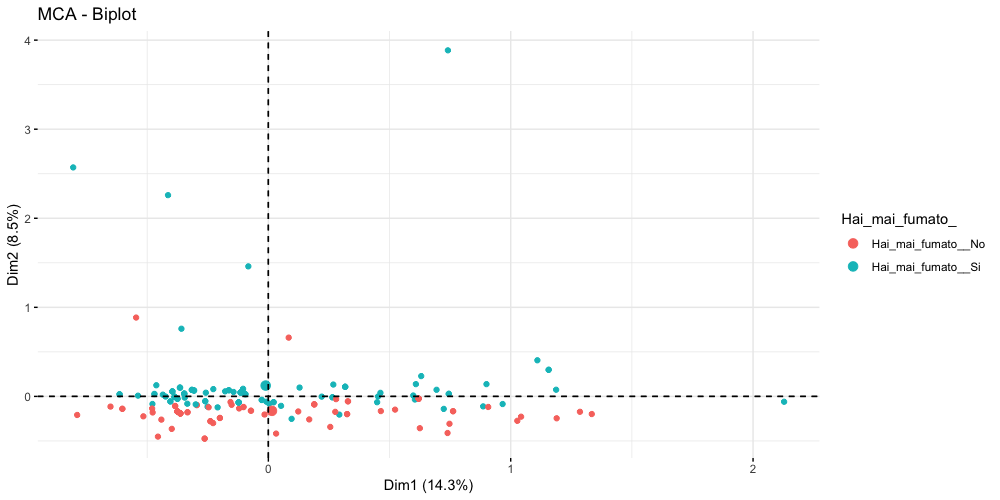 MCA - Biplot
4
3
2
1
0
Dim2 (8.5%)
0
1
2
Dim1 (14.3%)
Hai_mai_fumato_
Hai_mai_fumato__No
Hai_mai_fumato__Si